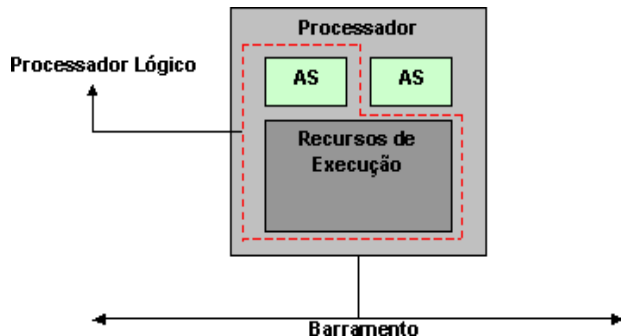 Processador
Processador Lógico
AS
AS
Recursos de
Execução
Barramento